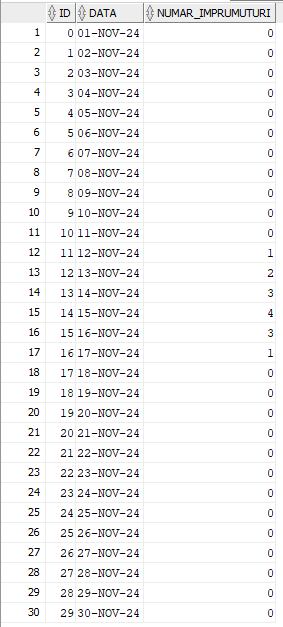 ID DATA NUMAR_IMPRUMUTURI
1 0 01-NOV-24 0
2 1 02-NOV-24 0
3 2 03-NOV-24 0
4 3 04-NOV-24 0
5 4 05-NOV-24 0
6 5 06-NOV-24 0
7 6 07-NOV-24 0
8 7 08-NOV-24 0
9 8 09-NOV-24 0
10 9 10-NOV-24 0
11 10 11-NOV-24 0
12 11 12-NOV-24 1
13 12 13-NOV-24 2
14 13 14-NOV-24 3
15 14 15-NOV-24 4
16 15 16-NOV-24 3
17 16 17-NOV-24 1
18 17 18-NOV-24 0
19 18 19-NOV-24 0
20 19 20-NOV-24 0
21 20 21-NOV-24 0
22 21 22-NOV-24 0
23 22 23-NOV-24 0
24 23 24-NOV-24 0
25 24 25-NOV-24 0
26 25 26-NOV-24 0
27 26 27-NOV-24 0
28 27 28-NOV-24 0
29 28 29-NOV-24 0
30 29 30-NOV-24 0